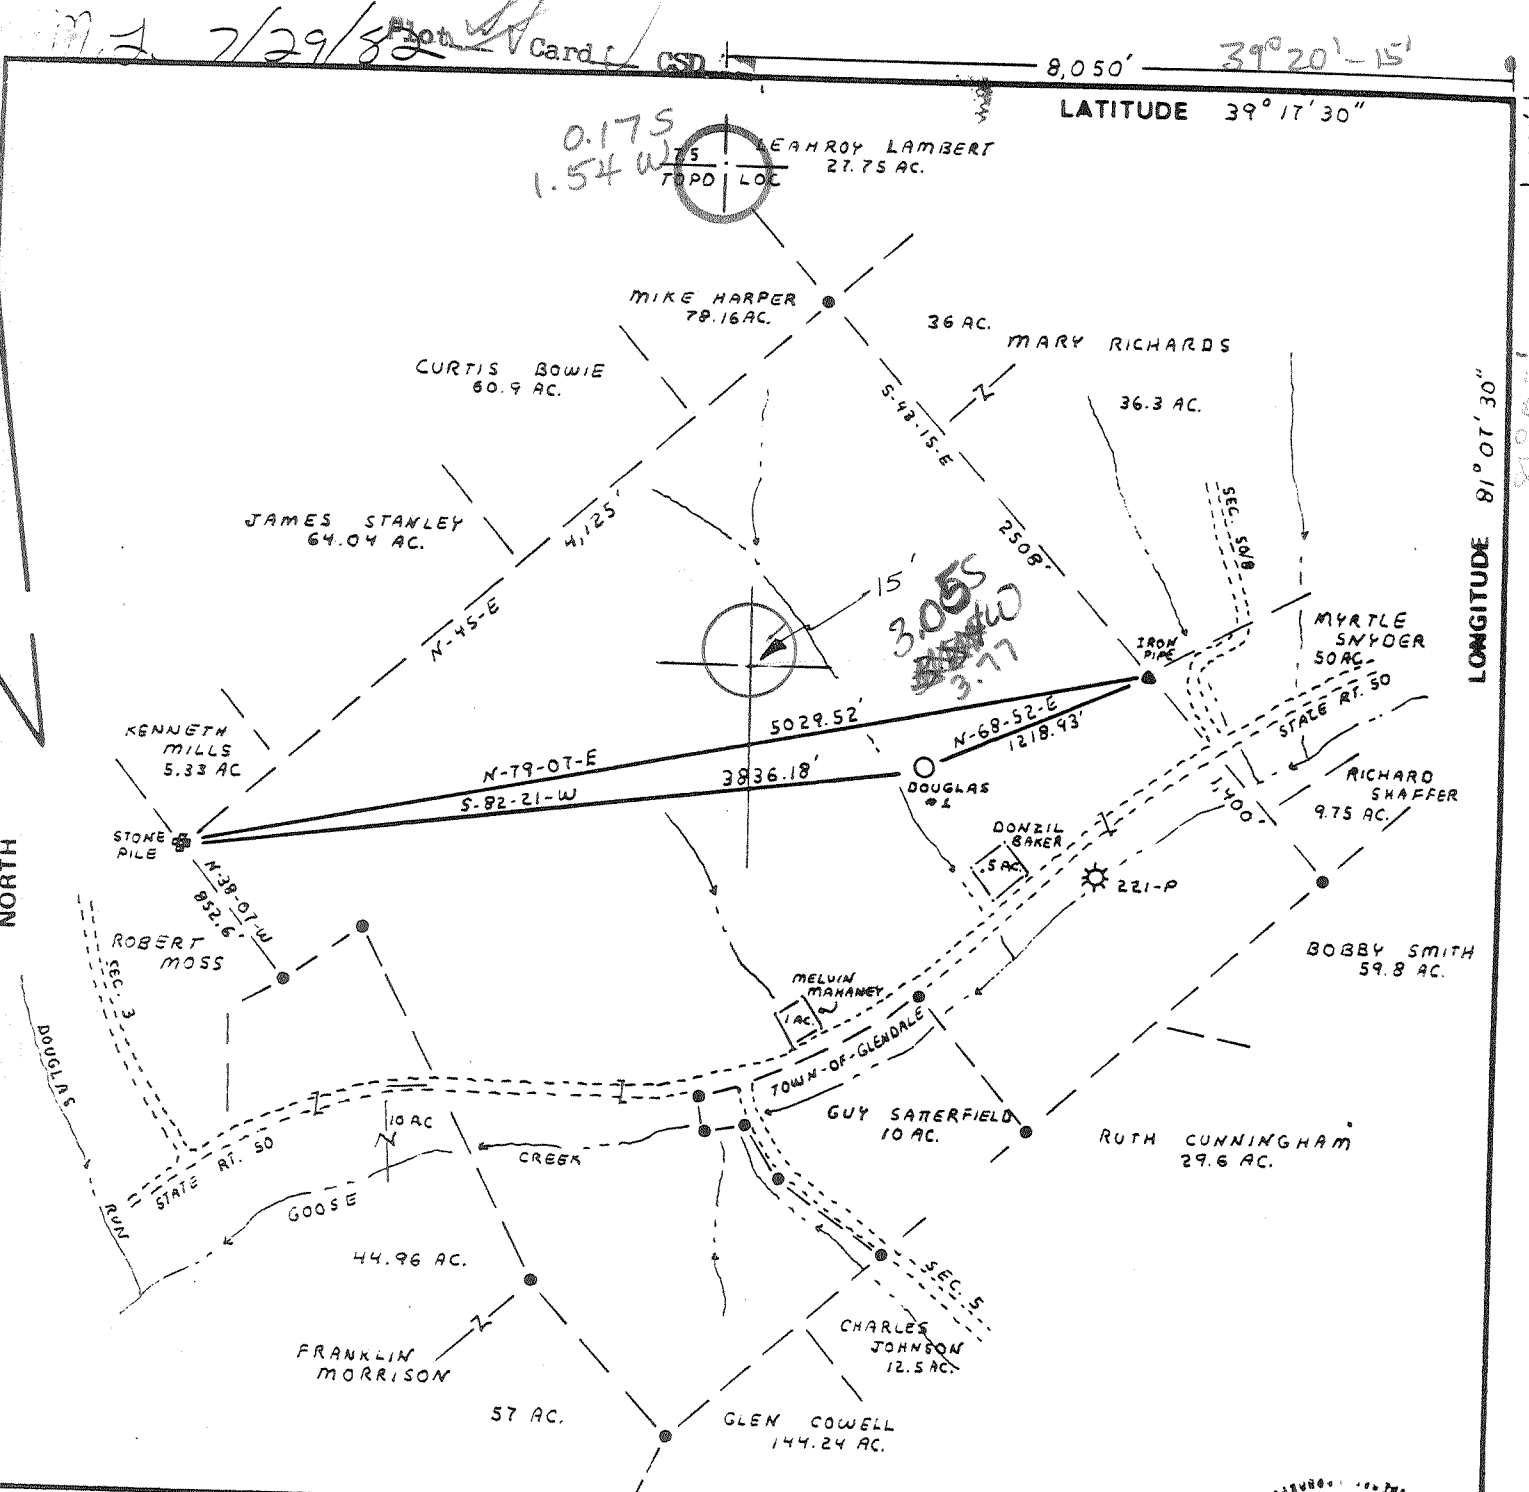 7/29/82 Plot Card CSD
8,050'
39° 20' - 15'
LATITUDE 39° 17' 30"
0.17 S
1.54 W
7.5
TOPO LOC
LEAHROY LAMBERT
27.75 AC.
MIKE HARPER
78.16 AC.
36 AC.
MARY RICHARDS
36.3 AC.
CURTIS BOWIE
60.9 AC.
S-43-15-E
2508'
LONGITUDE 81° 07' 30"
JAMES STANLEY
64.04 AC.
4,125'
N-45-E
15'
3.05 S
W
3.77
SEC. 50/8
IRON
PIPE
MYRTLE
SNYDER
50 AC.
STATE RT. 50
KENNETH
MILLS
5.33 AC
5029.52'
N-79-07-E
N-68-52-E
1218.93'
3836.18'
S-82-21-W
DOUGLAS
#1
RICHARD
SHAFFER
9.75 AC.
1,400'
STONE
PILE
DONZIL
BAKER
.5 AC.
221-P
NORTH
N-38-07-W
852.6'
ROBERT
MOSS
SEC. 3
BOBBY SMITH
59.8 AC.
MELVIN
MAHANEY
1 AC.
TOWN-OF-GLENDALE
DOUGLAS
RUN
10 AC
GUY SATTERFIELD
10 AC.
RUTH CUNNINGHAM
29.6 AC.
STATE RT. 50
CREEK
GOOSE
44.96 AC.
SEC. 5
FRANKLIN
MORRISON
CHARLES
JOHNSON
12.5 AC.
57 AC.
GLEN COWELL
144.24 AC.